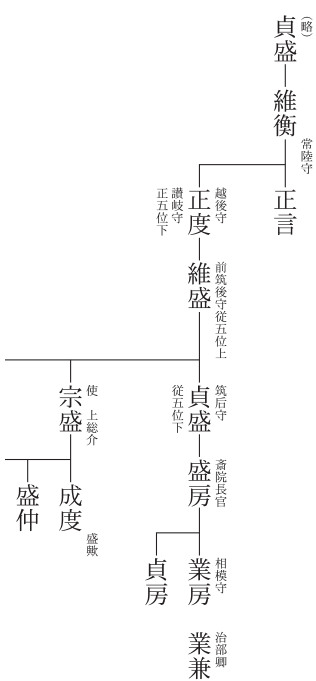 (略)
貞盛
維衡
常陸守
正言
越後守
正度
讃岐守
正五位下
前筑後守従五位上
維盛
筑后守
貞盛
従五位下
斎院長官
盛房
相模守
業房
治部卿
業兼
貞房
使 上総介
宗盛
盛歟
成度
盛仲